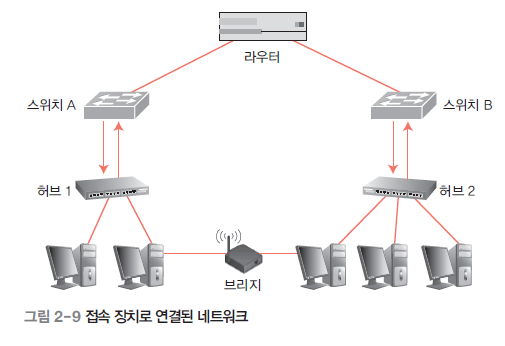 라우터
스위치 A
스위치 B
허브 1
허브 2
브리지
그림 2-9 접속 장치로 연결된 네트워크